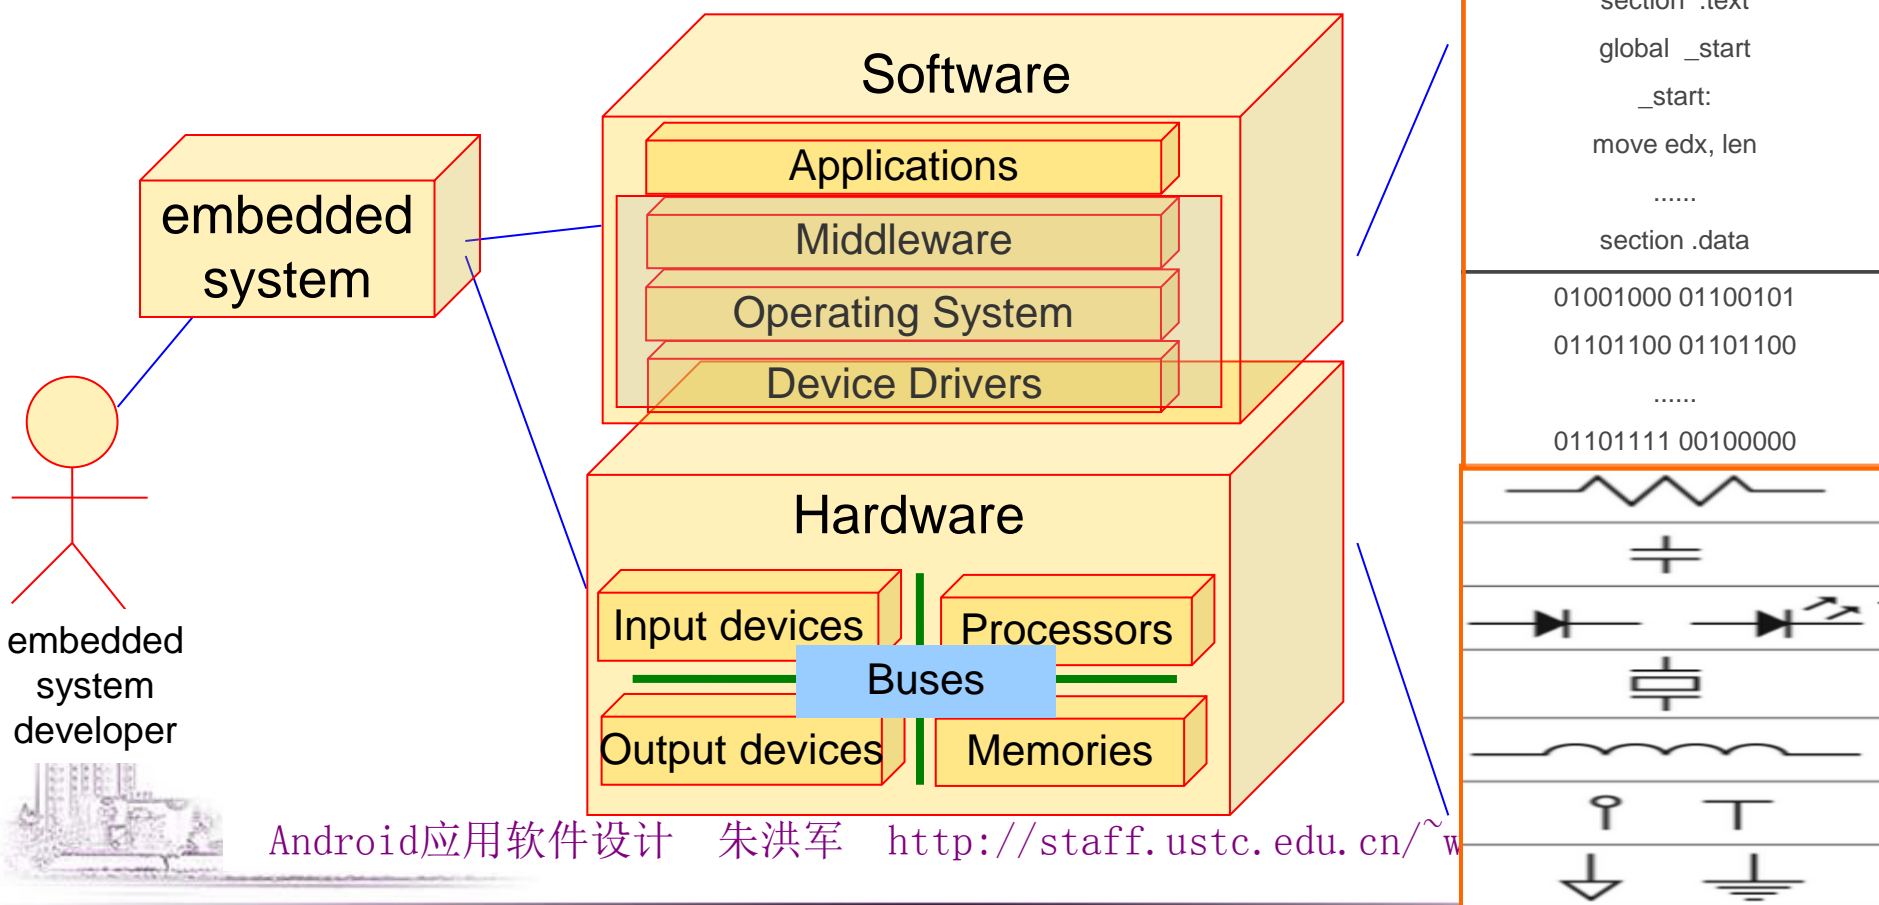 Software
Applications
Middleware
Operating System
Device Drivers
embedded
system
embedded
system
developer
Hardware
Input devices
Processors
Buses
Output devices
Memories
section .text
global _start
_start:
move edx, len
......
section .data
01001000 01100101
01101100 01101100
......
01101111 00100000
Android应用软件设计 朱洪军 http://staff.ustc.edu.cn/~w